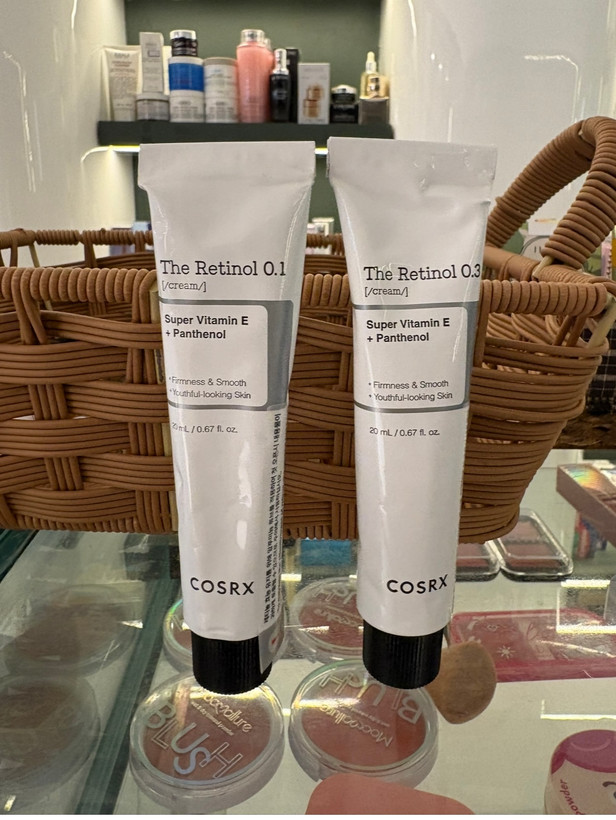 The Retinol 0.1
[/cream/]
Super Vitamin E
+ Panthenol
• Firmness & Smooth
• Youthful-looking Skin
20 mL / 0.67 fl. oz.
COSRX
The Retinol 0.3
[/cream/]
Super Vitamin E
+ Panthenol
• Firmness & Smooth
• Youthful-looking Skin
20 mL / 0.67 fl. oz.
COSRX
BLUSH
Mocallure
BLUSH
Mocallure